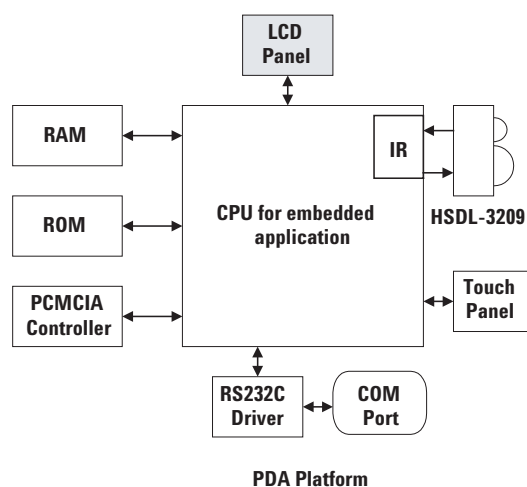 LCD
Panel
RAM
IR
ROM
CPU for embedded
application
HSDL-3209
PCMCIA
Controller
Touch
Panel
RS232C
Driver
COM
Port
PDA Platform